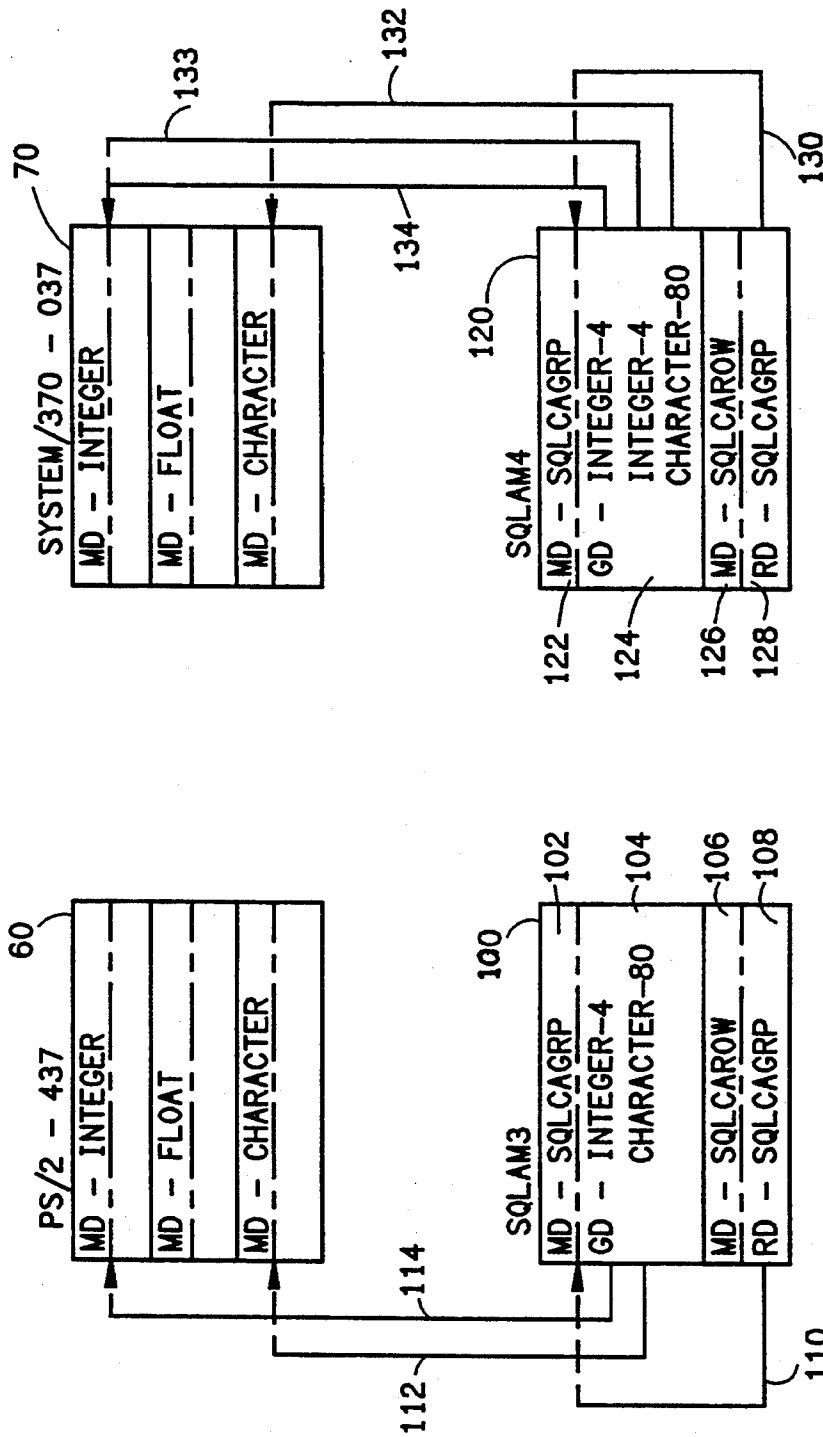 PS/2 - 437
60
MD - INTEGER
MD - FLOAT
MD - CHARACTER
112
114
SQLAM3
100
MD - SQLCAGRP
102
GD - INTEGER-4
CHARACTER-80
104
MD - SQLCAROW
106
RD - SQLCAGRP
108
110
SYSTEM/370 - 037
70
MD - INTEGER
MD - FLOAT
MD - CHARACTER
133
132
134
SQLAM4
120
MD - SQLCAGRP
122
GD - INTEGER-4
INTEGER-4
CHARACTER-80
124
MD - SQLCAROW
126
RD - SQLCAGRP
128
130